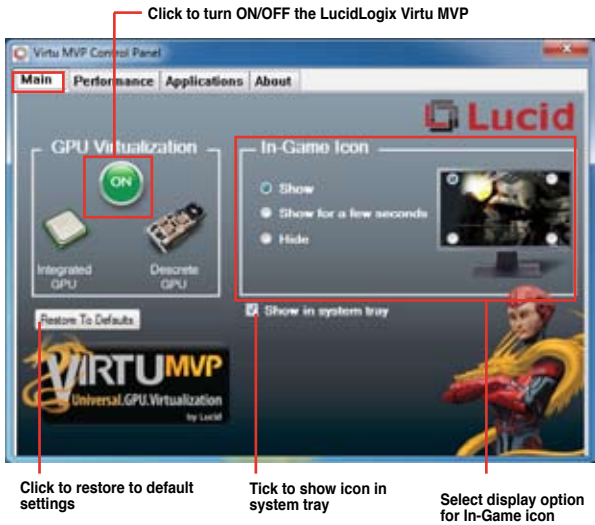 Click to turn ON/OFF the LucidLogix Virtu MVP
Virtu MVP Control Panel
Main Performance Applications About
Lucid
GPU Virtualization
In-Game Icon
ON
Show
Show for a few seconds
Hide
Integrated
GPU
Descrete
GPU
Restore To Defaults
Show in system tray
VIRTU MVP
Universal.GPU.Virtualization
by Lucid
Click to restore to default
settings
Tick to show icon in
system tray
Select display option
for In-Game icon